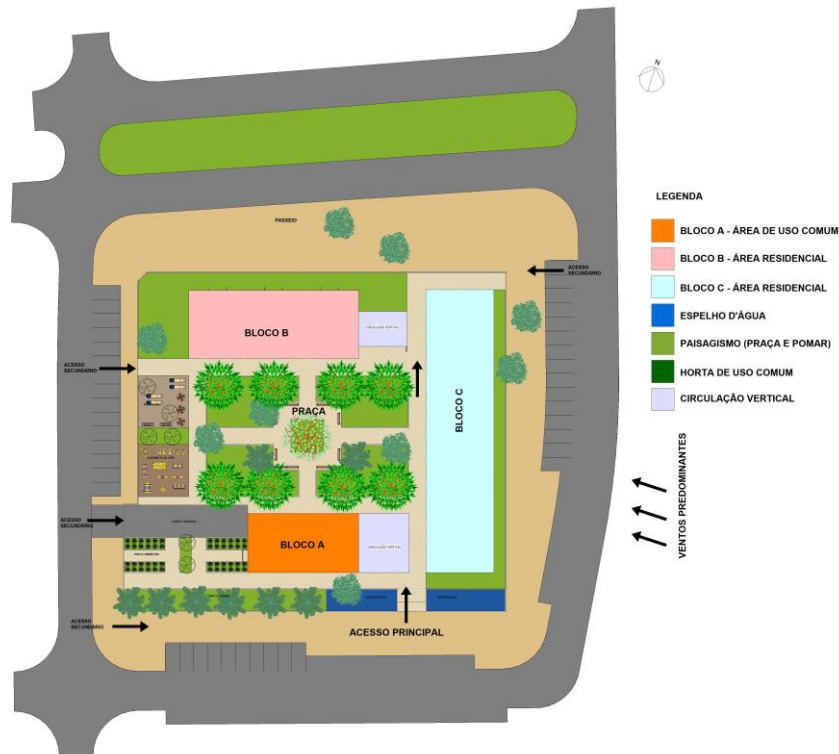 N
LEGENDA
BLOCO A - ÁREA DE USO COMUM
BLOCO B - ÁREA RESIDENCIAL
BLOCO C - ÁREA RESIDENCIAL
ESPELHO D'ÁGUA
PAISAGISMO (PRAÇA E POMAR)
HORTA DE USO COMUM
CIRCULAÇÃO VERTICAL
PASSEIO
ACESSO
SECUNDÁRIO
BLOCO B
CIRCULAÇÃO VERTICAL
ACESSO
SECUNDÁRIO
BLOCO C
PRAÇA
VENTOS PREDOMINANTES
ACESSO
SECUNDÁRIO
BLOCO A
CIRCULAÇÃO VERTICAL
ACESSO
SECUNDÁRIO
ACESSO PRINCIPAL